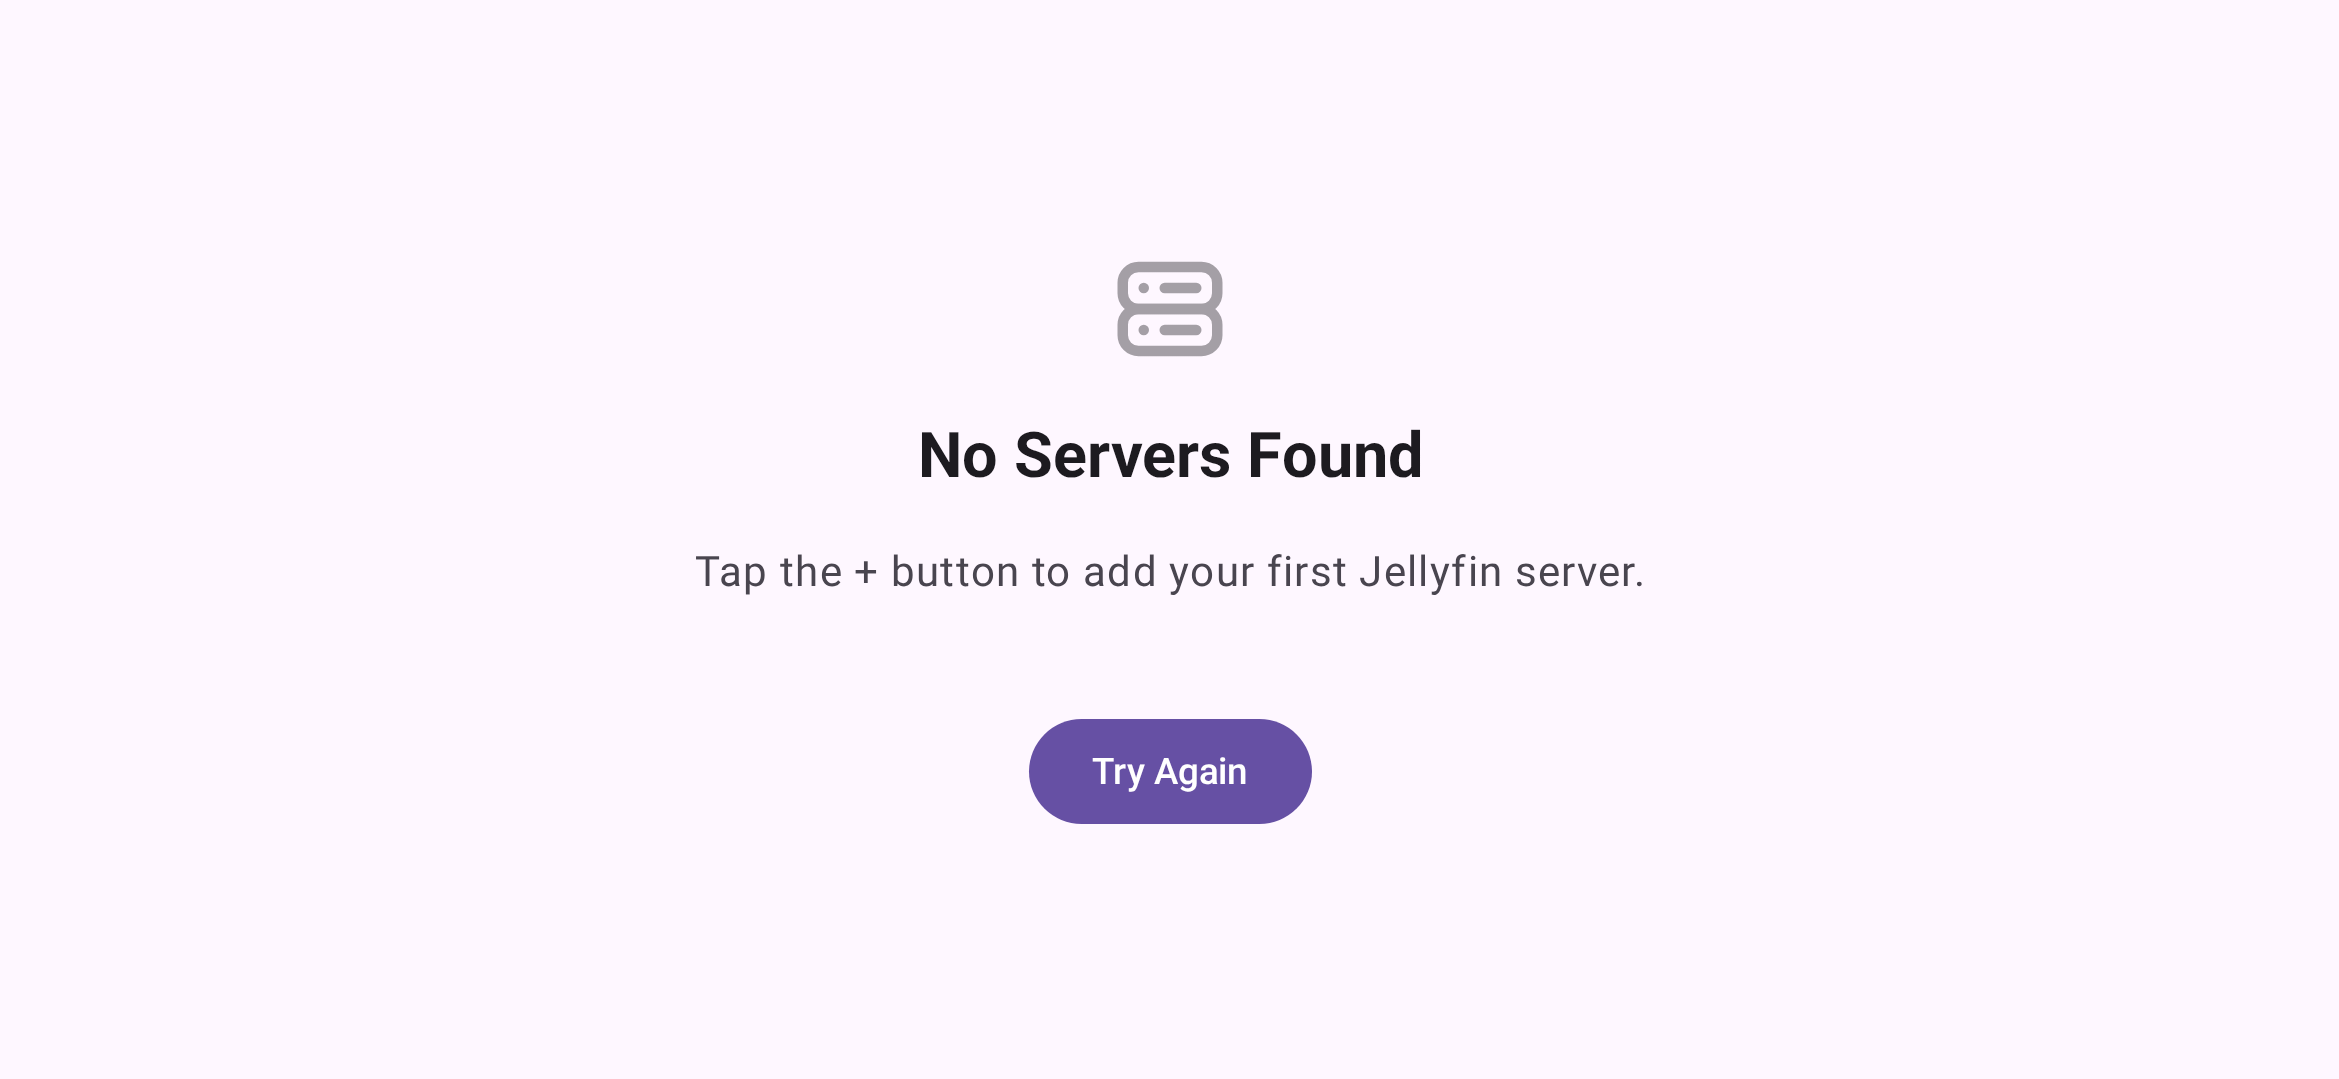 No Servers Found
Tap the + button to add your first Jellyfin server.
Try Again